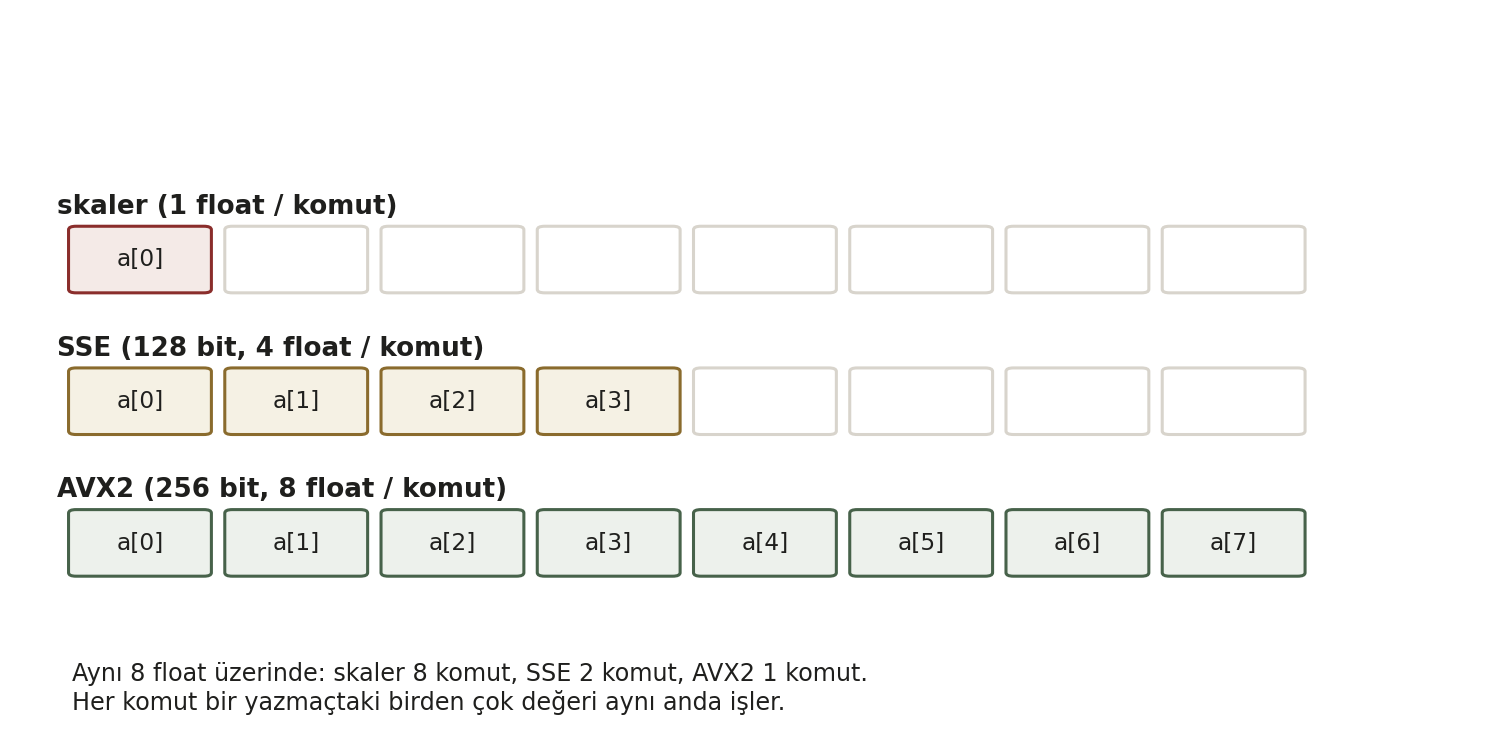 skaler (1 float / komut)
a[0]
SSE (128 bit, 4 float / komut)
a[0] a[1] a[2] a[3]
AVX2 (256 bit, 8 float / komut)
a[0] a[1] a[2] a[3] a[4] a[5] a[6] a[7]
Aynı 8 float üzerinde: skaler 8 komut, SSE 2 komut, AVX2 1 komut.
Her komut bir yazmaçtaki birden çok değeri aynı anda işler.